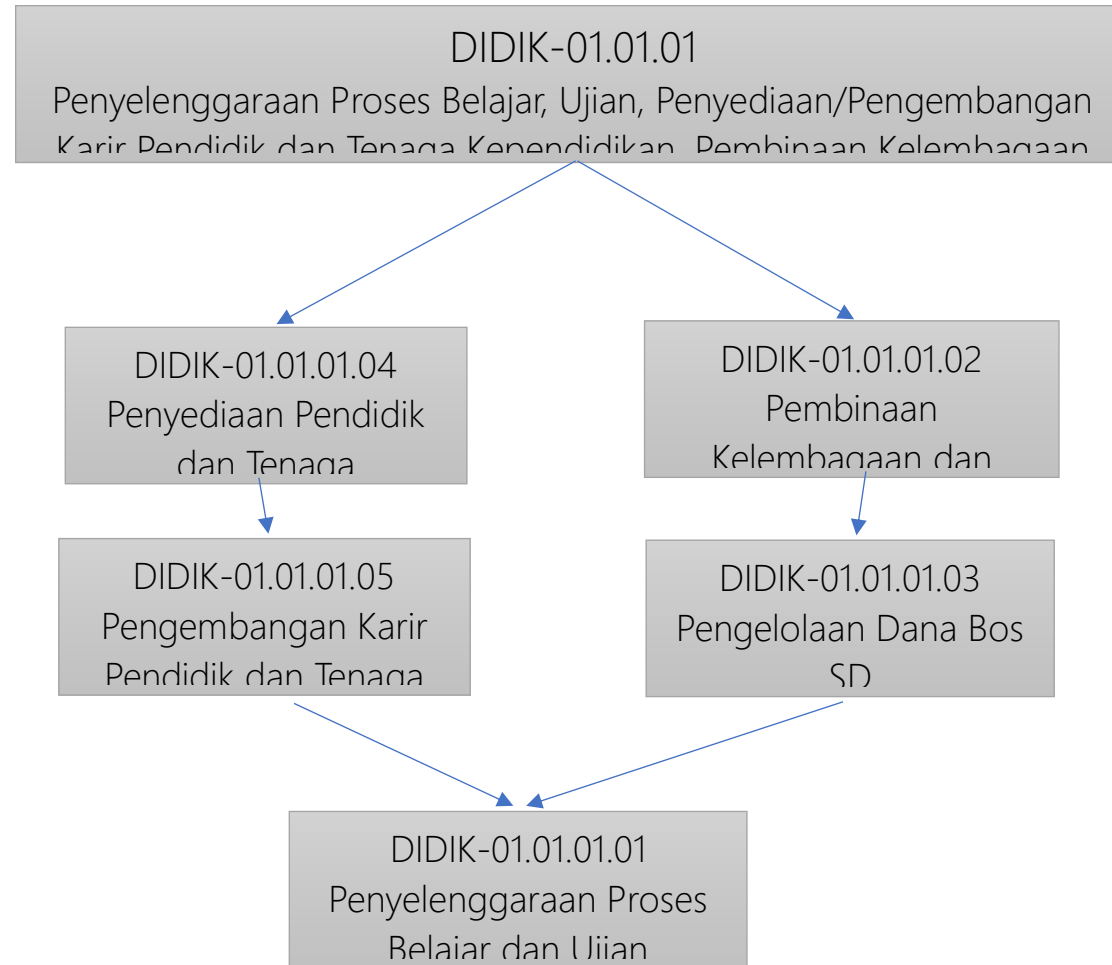 DIDIK-01.01.01
Penyelenggaraan Proses Belajar, Ujian, Penyediaan/Pengembangan
Karir Pendidik dan Tenaga Kependidikan, Pembinaan Kelembagaan
DIDIK-01.01.01.04
Penyediaan Pendidik
dan Tenaga
DIDIK-01.01.01.02
Pembinaan
Kelembagaan dan
DIDIK-01.01.01.05
Pengembangan Karir
Pendidik dan Tenaga
DIDIK-01.01.01.03
Pengelolaan Dana Bos
SD
DIDIK-01.01.01.01
Penyelenggaraan Proses
Belajar dan Ujian